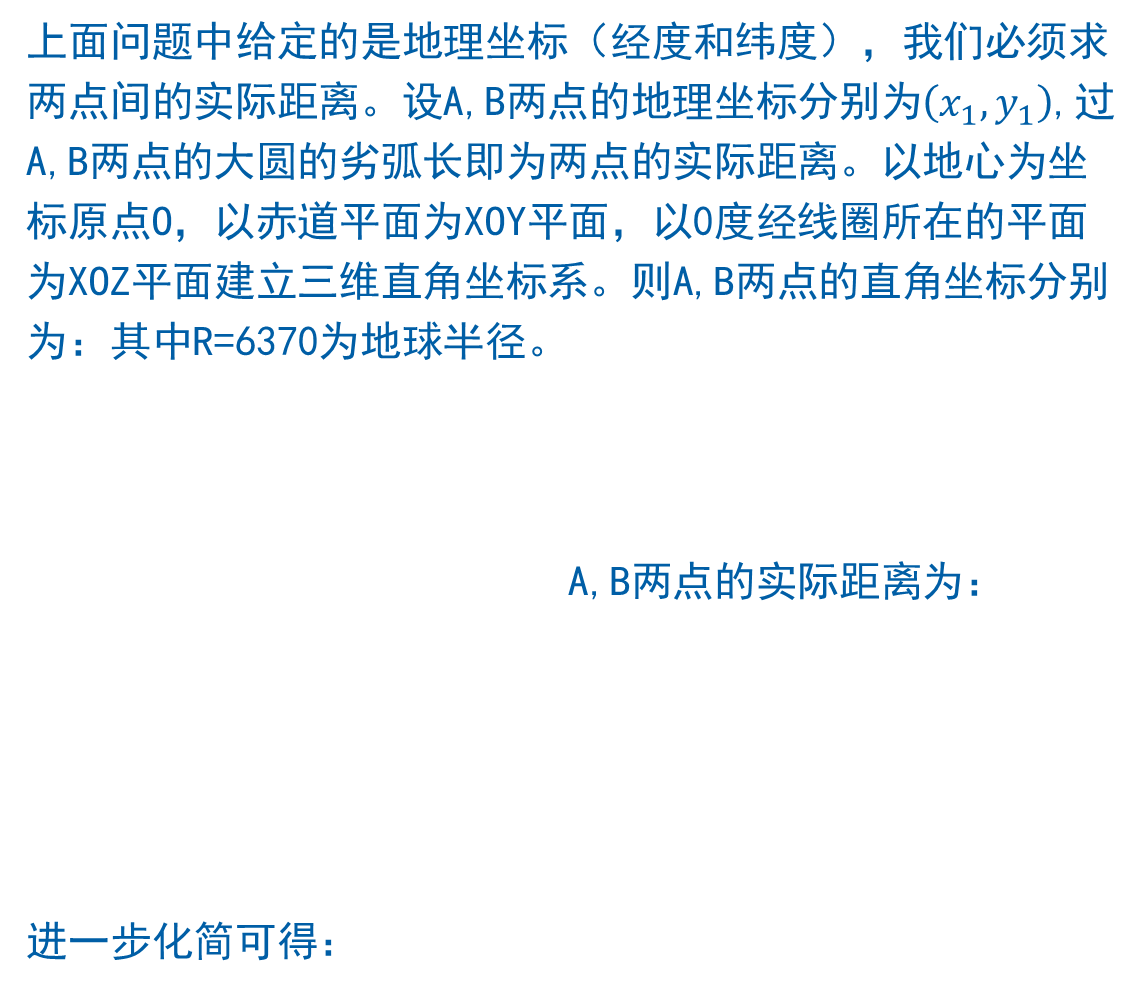 上面问题中给定的是地理坐标（经度和纬度），我们必须求
两点间的实际距离。设A,B两点的地理坐标分别为(x₁,y₁),过
A,B两点的大圆的劣弧长即为两点的实际距离。以地心为坐
标原点O，以赤道平面为XOY平面，以0度经线圈所在的平面
为XOZ平面建立三维直角坐标系。则A,B两点的直角坐标分别
为：其中R=6370为地球半径。
A,B两点的实际距离为：
进一步化简可得：